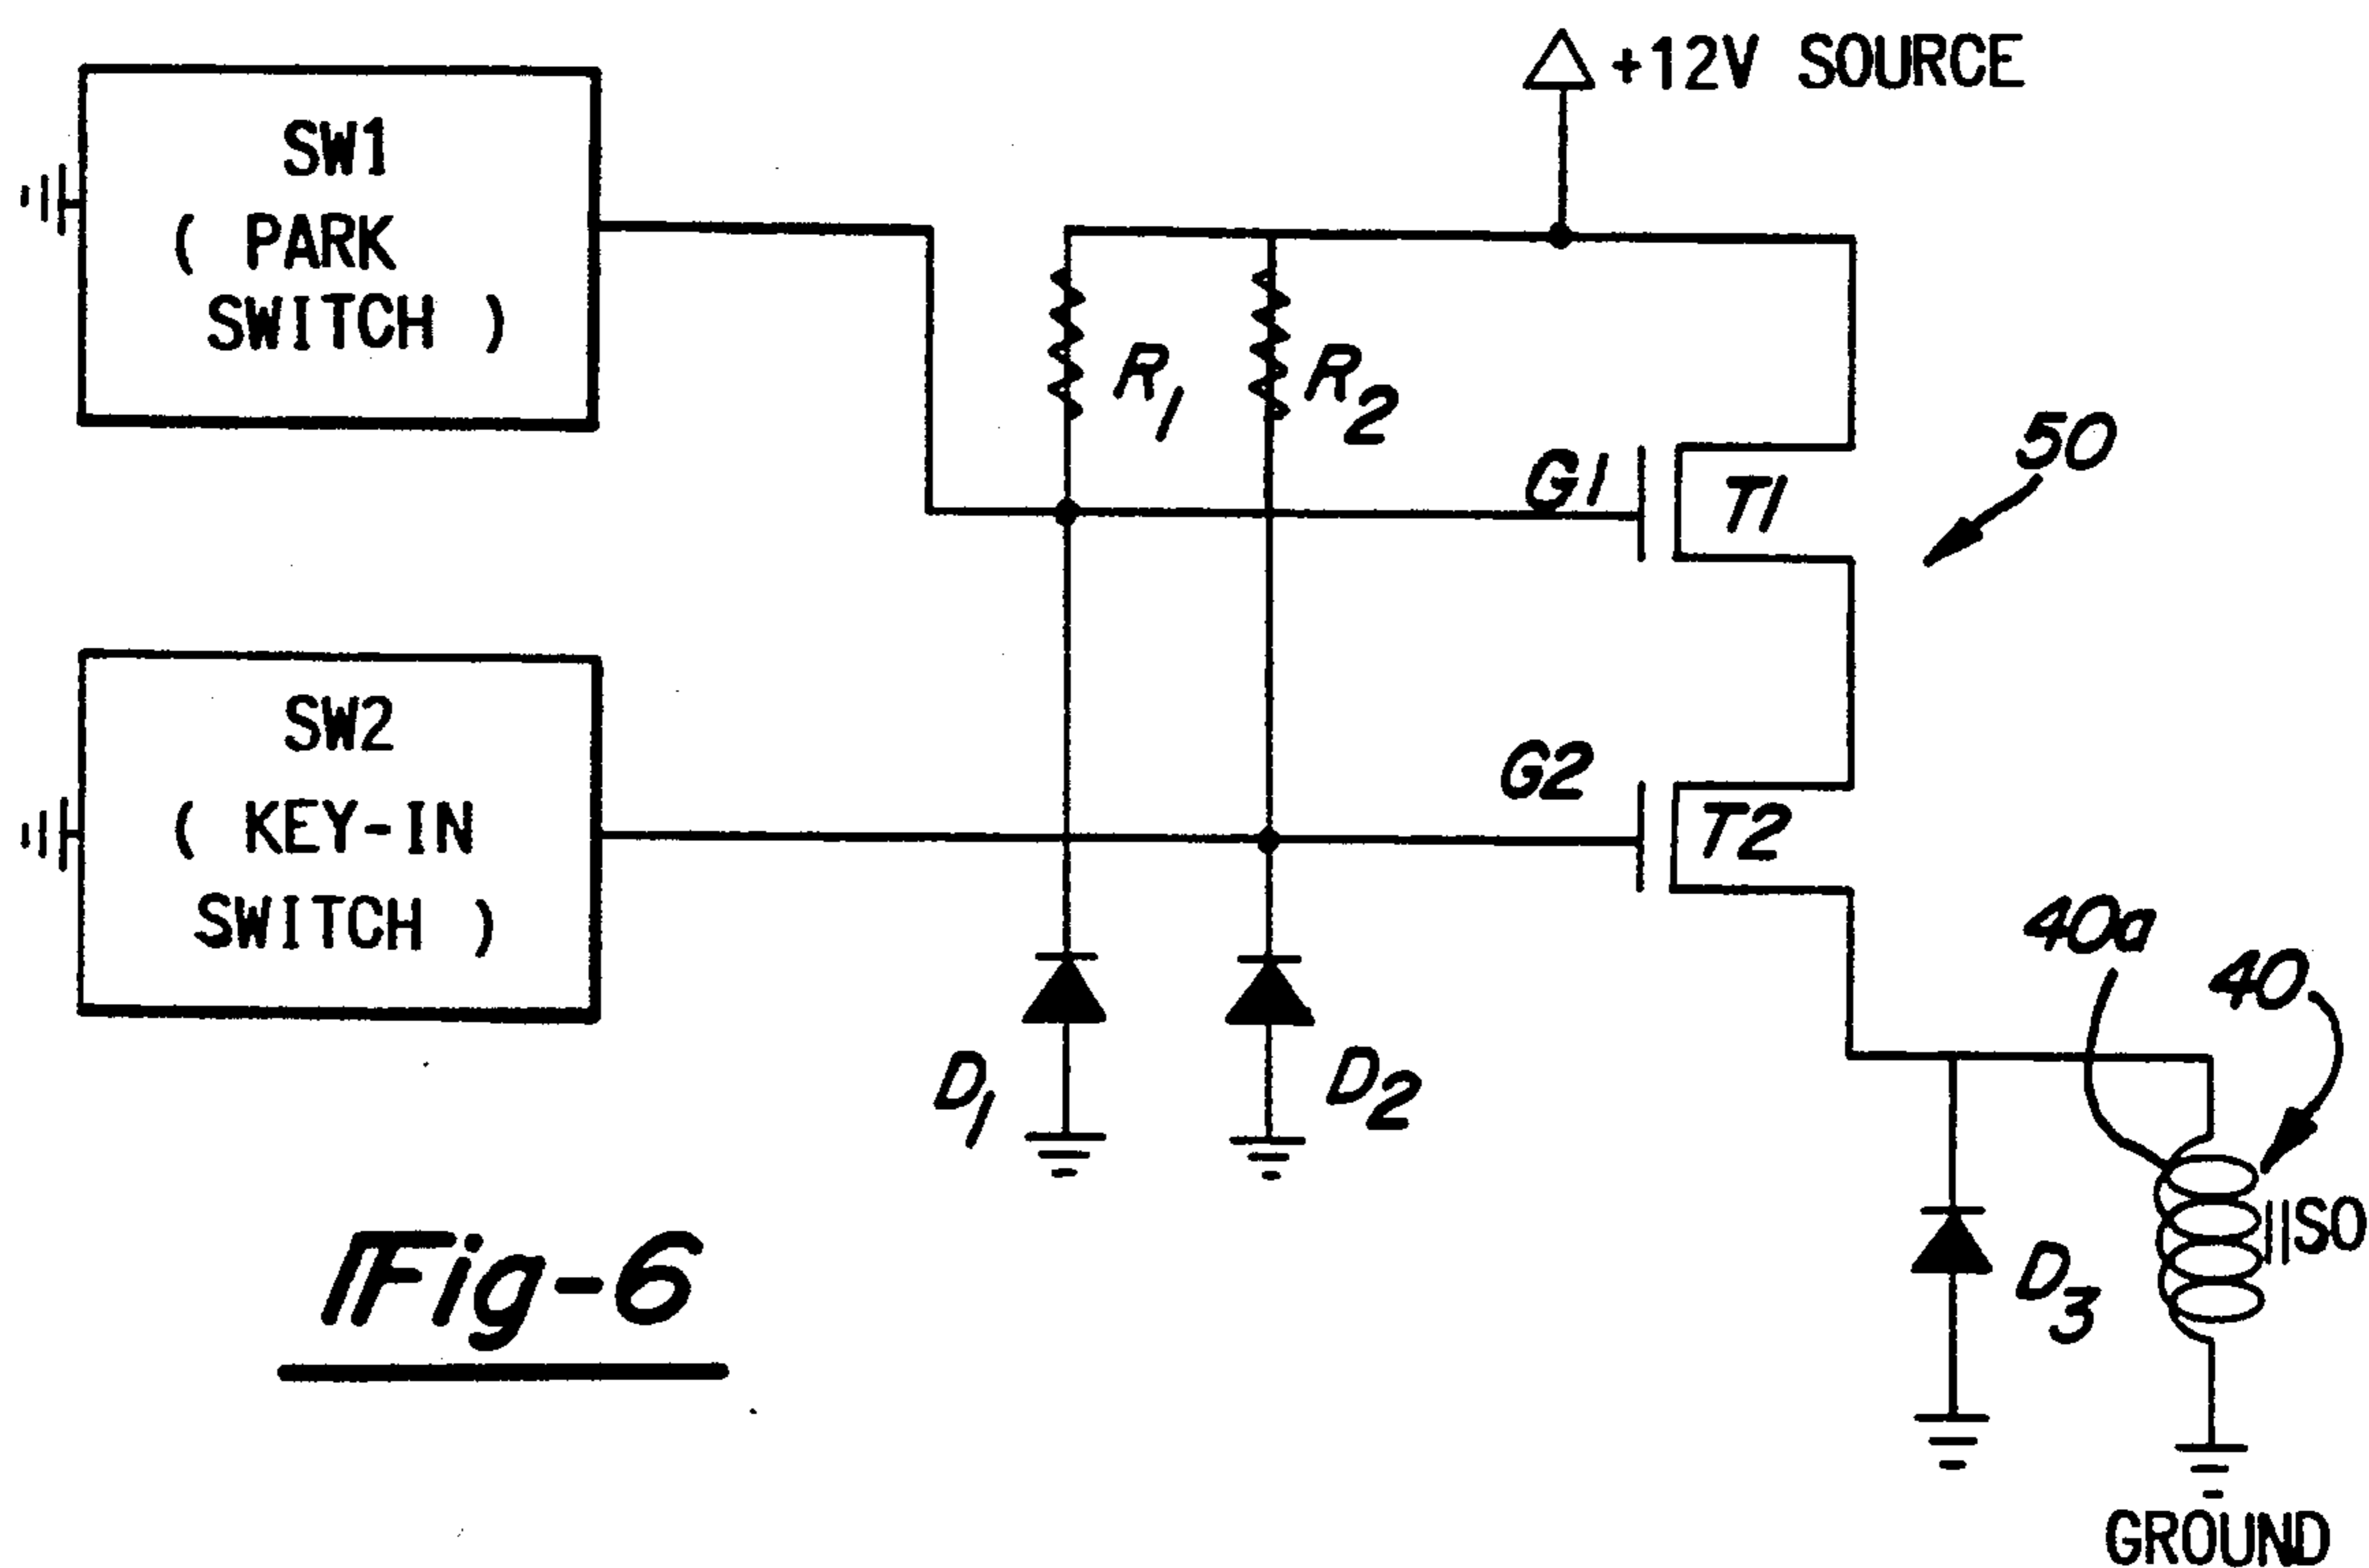 +12V SOURCE
SW1
( PARK
SWITCH )
R1
R2
G1
T1
50
SW2
( KEY-IN
SWITCH )
G2
T2
40a
40
D1
D2
D3
SO
Fig-6
GROUND